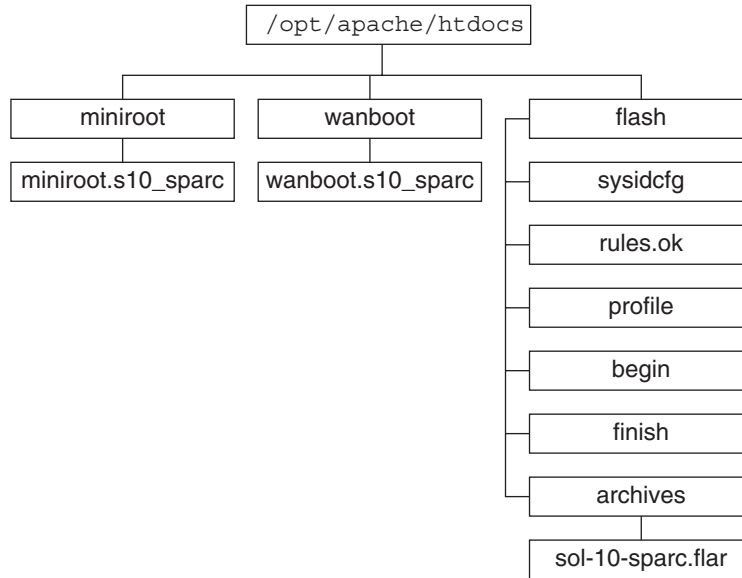 /opt/apache/htdocs
miniroot
wanboot
flash
miniroot.s10_sparc
wanboot.s10_sparc
sysidcfg
rules.ok
profile
begin
finish
archives
sol-10-sparc.flar